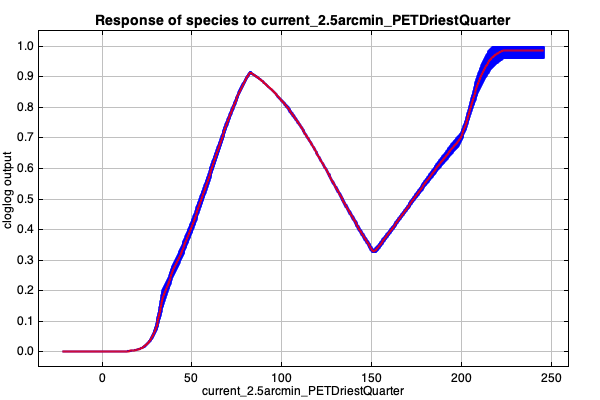 Response of species to current_2.5arcmin_PETDriestQuarter
cloglog output
1.0
0.9
0.8
0.7
0.6
0.5
0.4
0.3
0.2
0.1
0.0
0 50 100 150 200 250
current_2.5arcmin_PETDriestQuarter